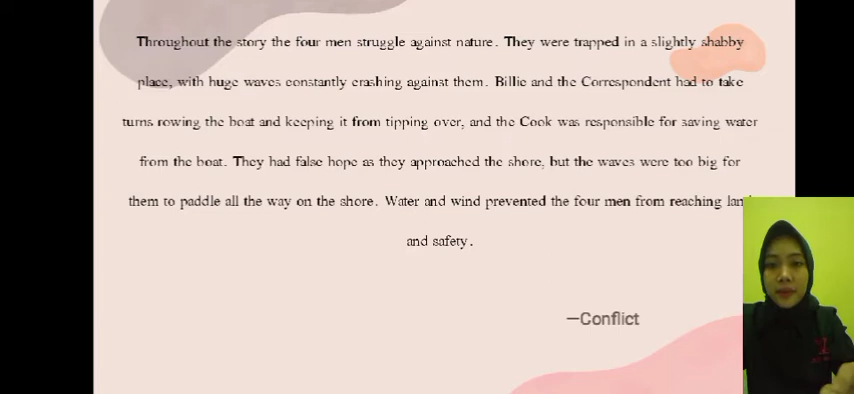 Throughout the story the four men struggle against nature. They were trapped in a slightly shabby
place, with huge waves constantly crashing against them. Billie and the Correspondent had to take
turns rowing the boat and keeping it from tipping over, and the Cook was responsible for saving water
from the boat. They had false hope as they approached the shore, but the waves were too big for
them to paddle all the way on the shore. Water and wind prevented the four men from reaching
and safety.
—Conflict